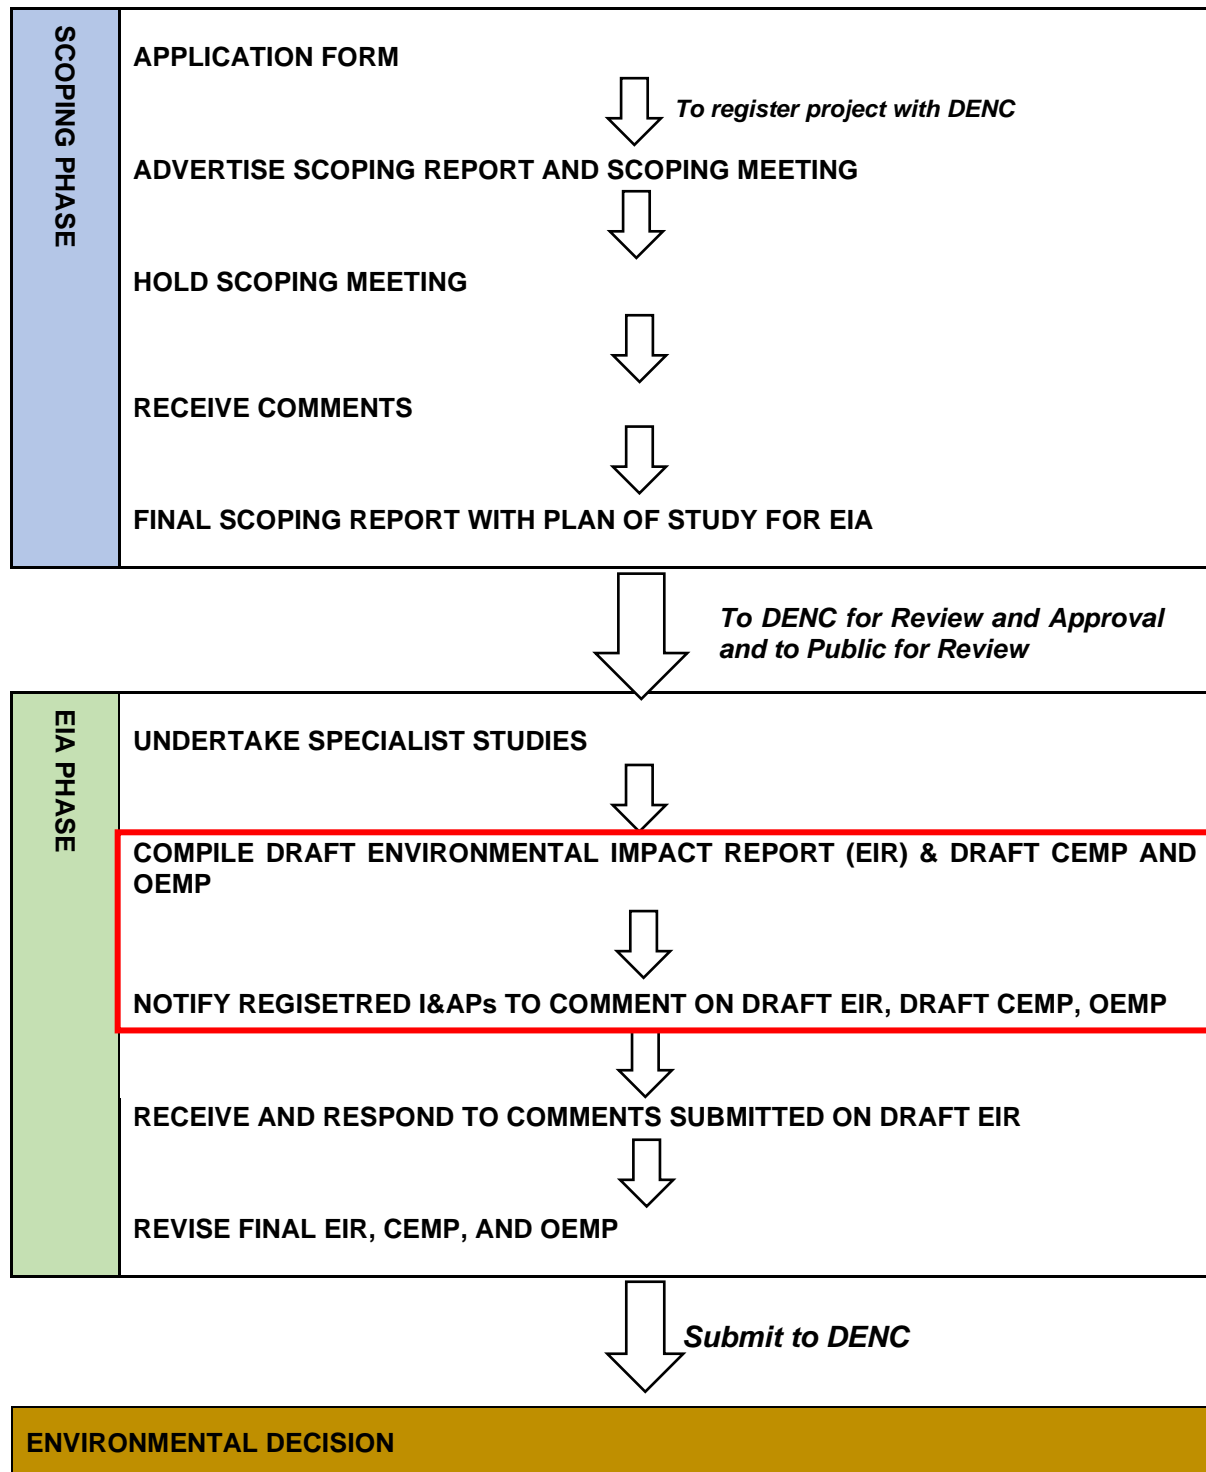 SCOPING PHASE
APPLICATION FORM
To register project with DENC
ADVERTISE SCOPING REPORT AND SCOPING MEETING
HOLD SCOPING MEETING
RECEIVE COMMENTS
FINAL SCOPING REPORT WITH PLAN OF STUDY FOR EIA
To DENC for Review and Approval
and to Public for Review
EIA PHASE
UNDERTAKE SPECIALIST STUDIES
COMPILE DRAFT ENVIRONMENTAL IMPACT REPORT (EIR) & DRAFT CEMP AND
OEMP
NOTIFY REGISETRED I&APs TO COMMENT ON DRAFT EIR, DRAFT CEMP, OEMP
RECEIVE AND RESPOND TO COMMENTS SUBMITTED ON DRAFT EIR
REVISE FINAL EIR, CEMP, AND OEMP
Submit to DENC
ENVIRONMENTAL DECISION